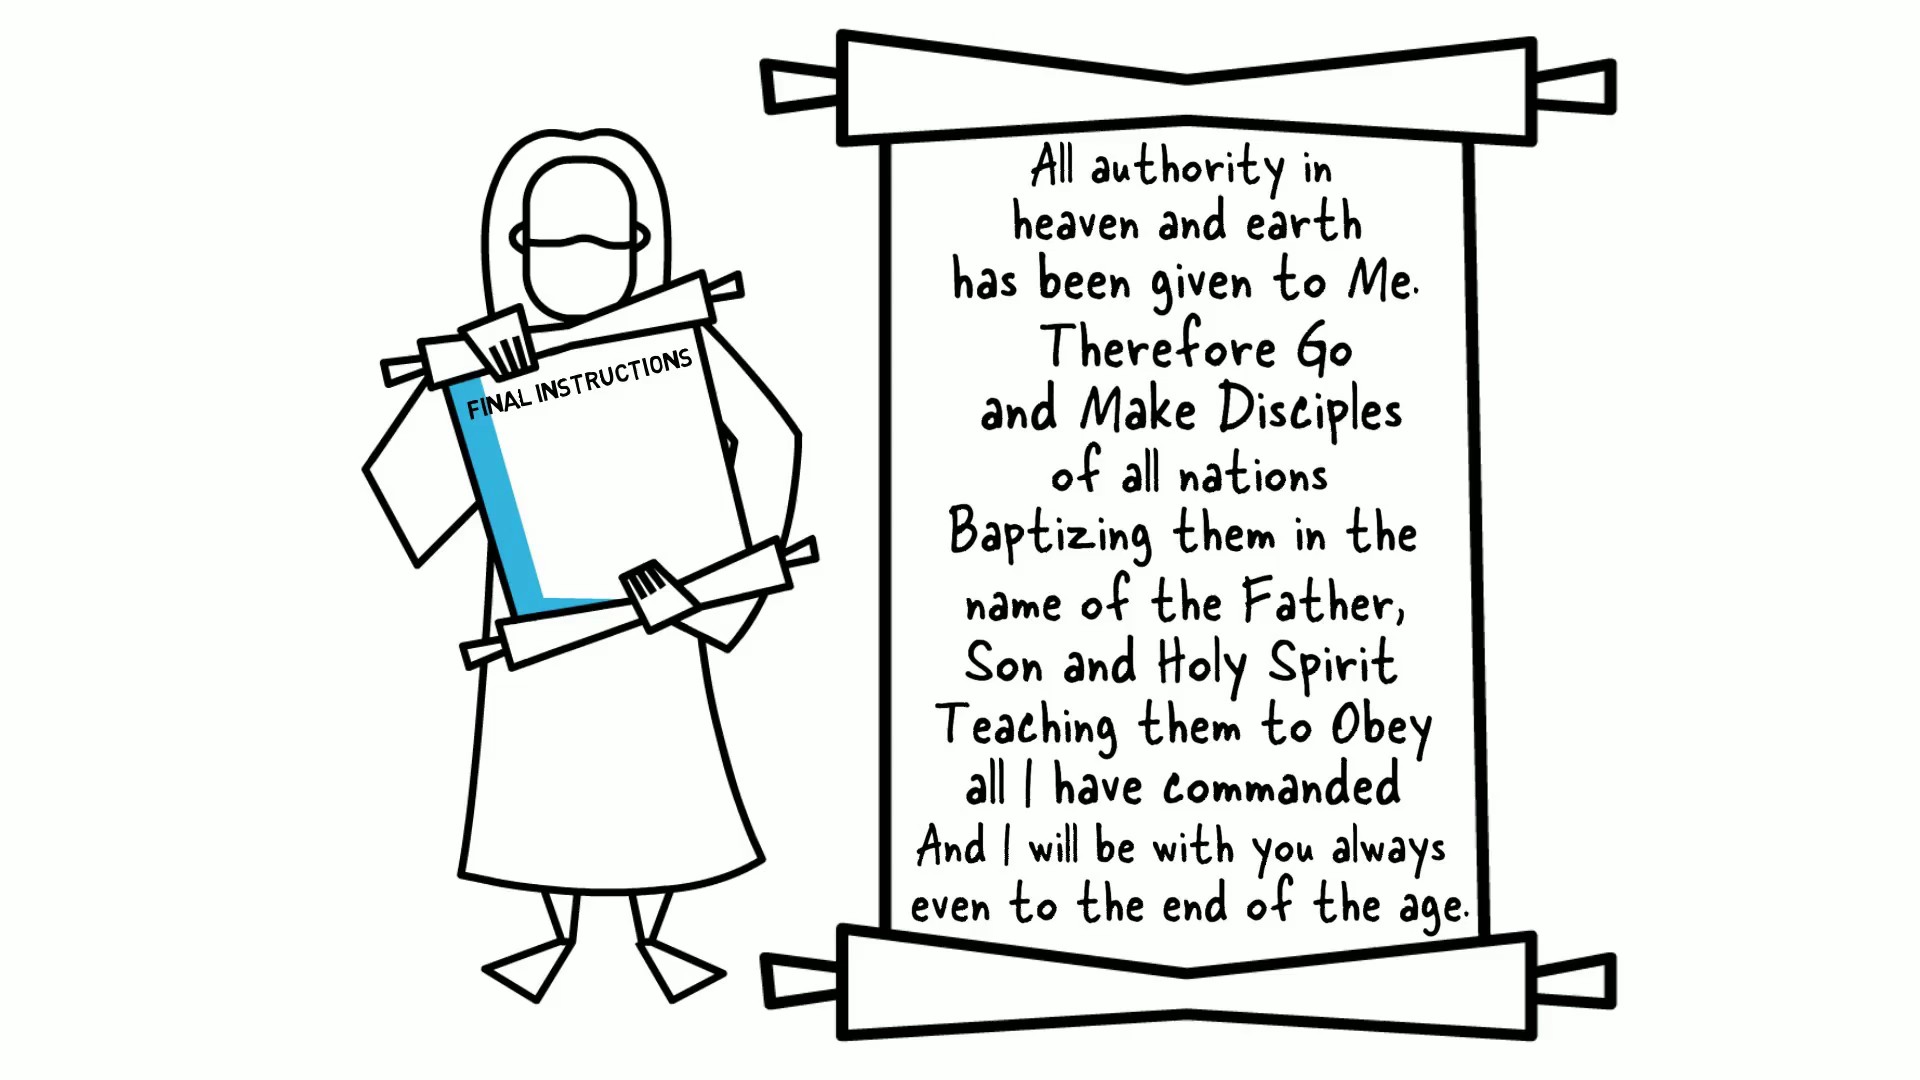 FINAL INSTRUCTIONS
All authority in
heaven and earth
has been given to Me.
Therefore Go
and Make Disciples
of all nations
Baptizing them in the
name of the Father,
Son and Holy Spirit
Teaching them to Obey
all I have commanded
And I will be with you always
even to the end of the age.